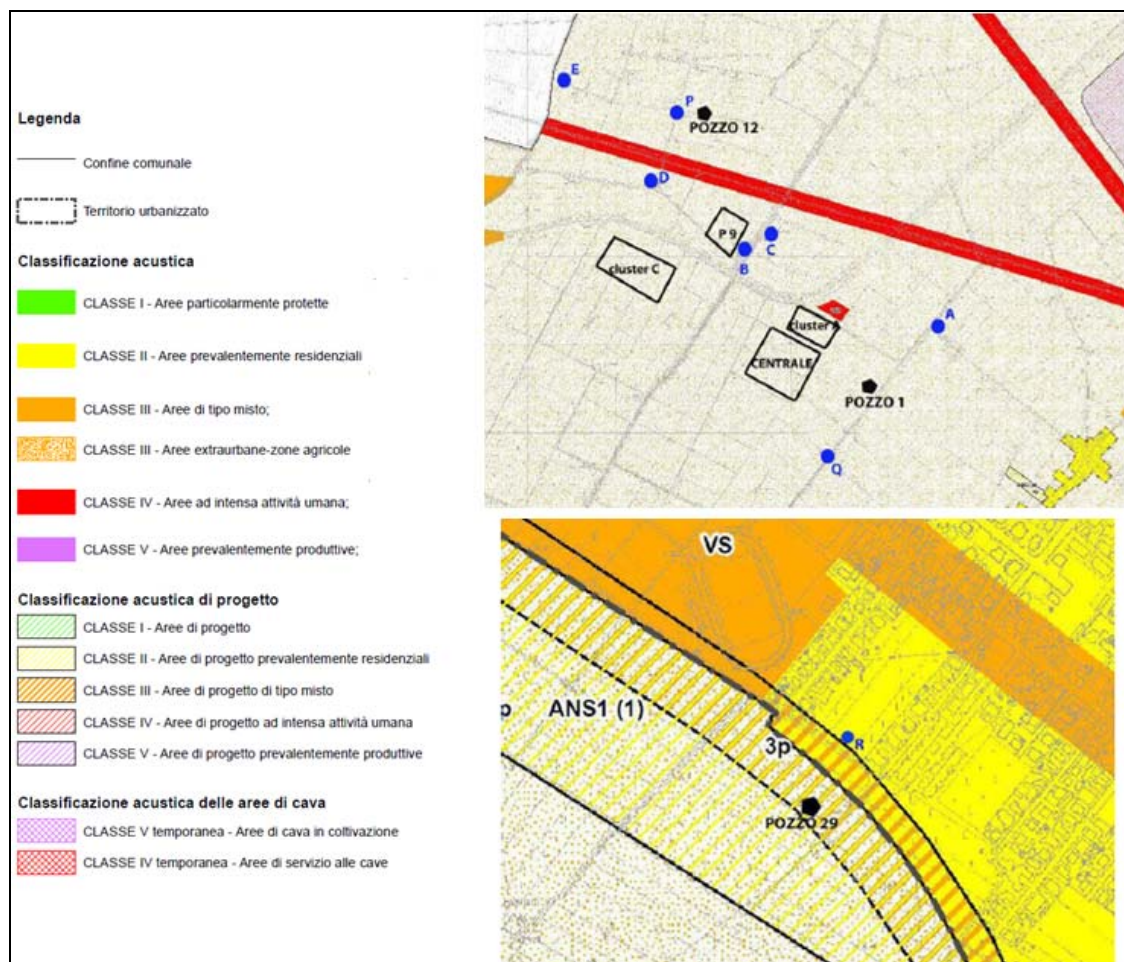 Legenda
Confine comunale
Territorio urbanizzato
Classificazione acustica
CLASSE I - Aree particolarmente protette
CLASSE II - Aree prevalentemente residenziali
CLASSE III - Aree di tipo misto;
CLASSE III - Aree extraurbane-zone agricole
CLASSE IV - Aree ad intensa attività umana;
CLASSE V - Aree prevalentemente produttive;
Classificazione acustica di progetto
CLASSE I - Aree di progetto
CLASSE II - Aree di progetto prevalentemente residenziali
CLASSE III - Aree di progetto di tipo misto
CLASSE IV - Aree di progetto ad intensa attività umana
CLASSE V - Aree di progetto prevalentemente produttive
Classificazione acustica delle aree di cava
CLASSE V temporanea - Aree di cava in coltivazione
CLASSE IV temporanea - Aree di servizio alle cave
E
P
POZZO 12
D
P 9
C
B
cluster C
cluster A
A
CENTRALE
POZZO 1
Q
VS
ANS1 (1)
p
3p
R
POZZO 29